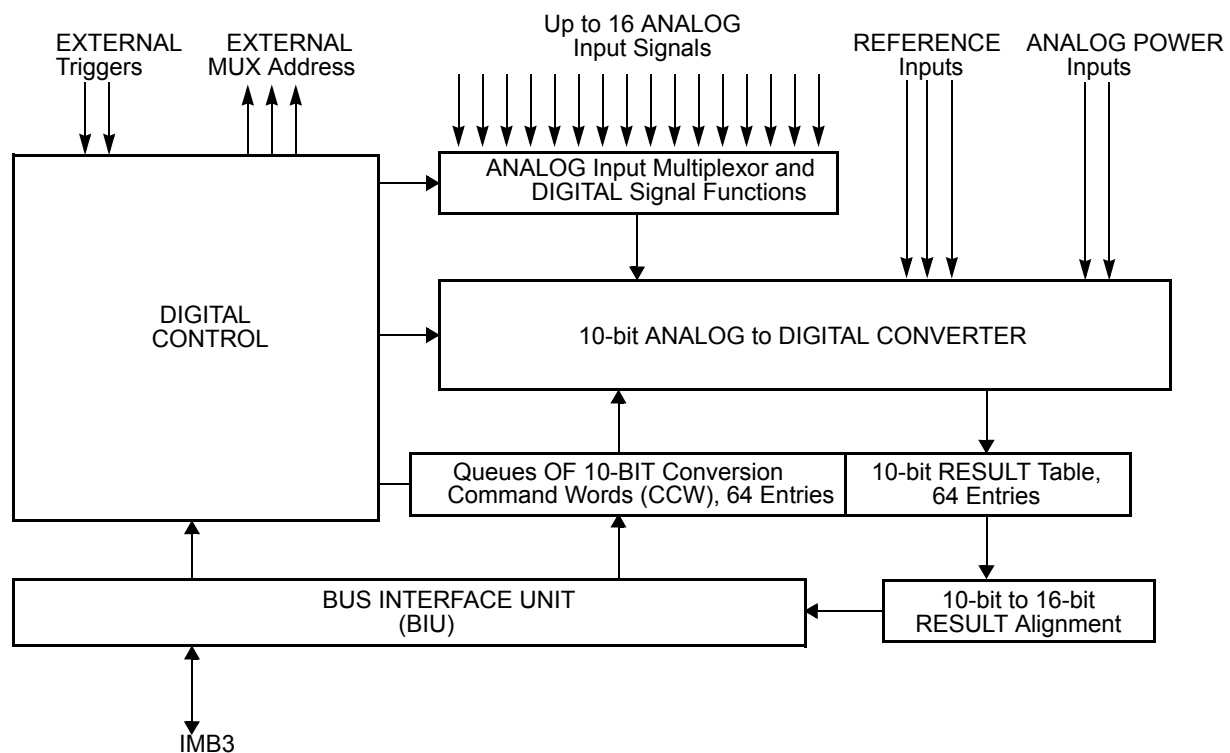 EXTERNAL
Triggers
EXTERNAL
MUX Address
Up to 16 ANALOG
Input Signals
REFERENCE
Inputs
ANALOG POWER
Inputs
ANALOG Input Multiplexor and
DIGITAL Signal Functions
DIGITAL
CONTROL
10-bit ANALOG to DIGITAL CONVERTER
Queues OF 10-BIT Conversion
Command Words (CCW), 64 Entries
10-bit RESULT Table,
64 Entries
BUS INTERFACE UNIT
(BIU)
10-bit to 16-bit
RESULT Alignment
IMB3